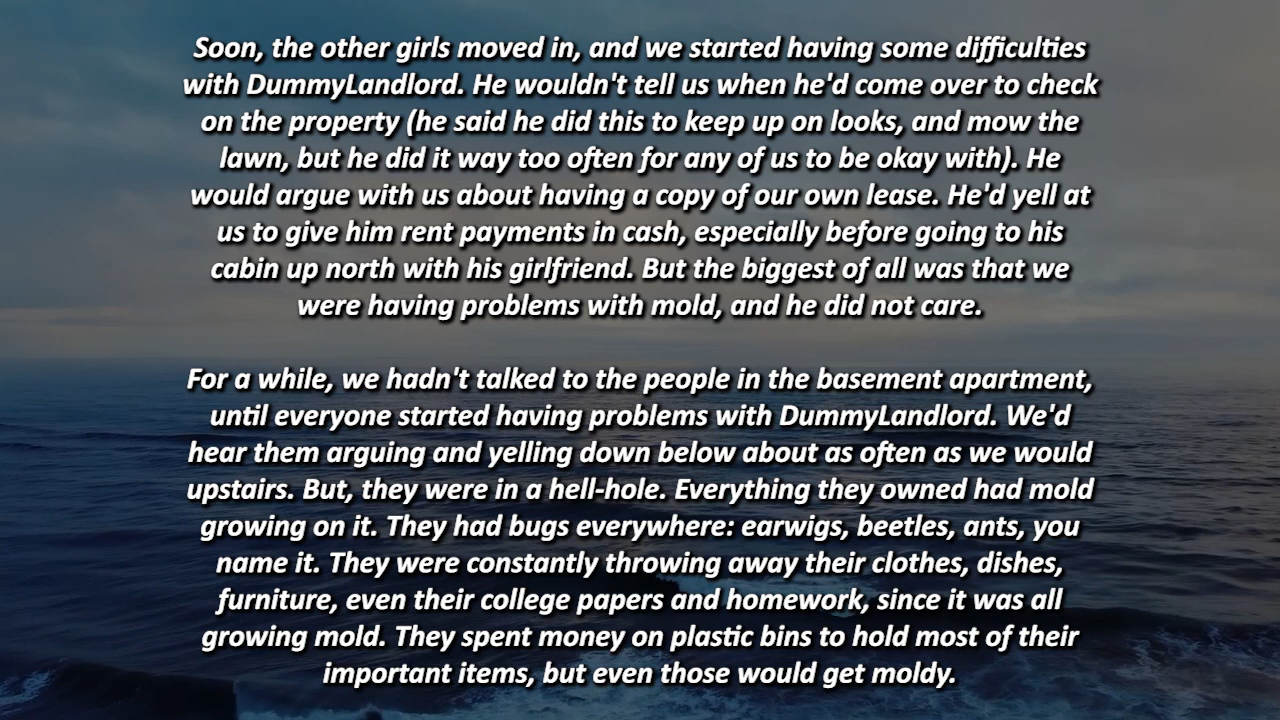 Soon, the other girls moved in, and we started having some difficulties
with DummyLandlord. He wouldn't tell us when he'd come over to check
on the property (he said he did this to keep up on looks, and mow the
lawn, but he did it way too often for any of us to be okay with). He
would argue with us about having a copy of our own lease. He'd yell at
us to give him rent payments in cash, especially before going to his
cabin up north with his girlfriend. But the biggest of all was that we
were having problems with mold, and he did not care.
For a while, we hadn't talked to the people in the basement apartment,
until everyone started having problems with DummyLandlord. We'd
hear them arguing and yelling down below about as often as we would
upstairs. But, they were in a hell-hole. Everything they owned had mold
growing on it. They had bugs everywhere: earwigs, beetles, ants, you
name it. They were constantly throwing away their clothes, dishes,
furniture, even their college papers and homework, since it was all
growing mold. They spent money on plastic bins to hold most of their
important items, but even those would get moldy.